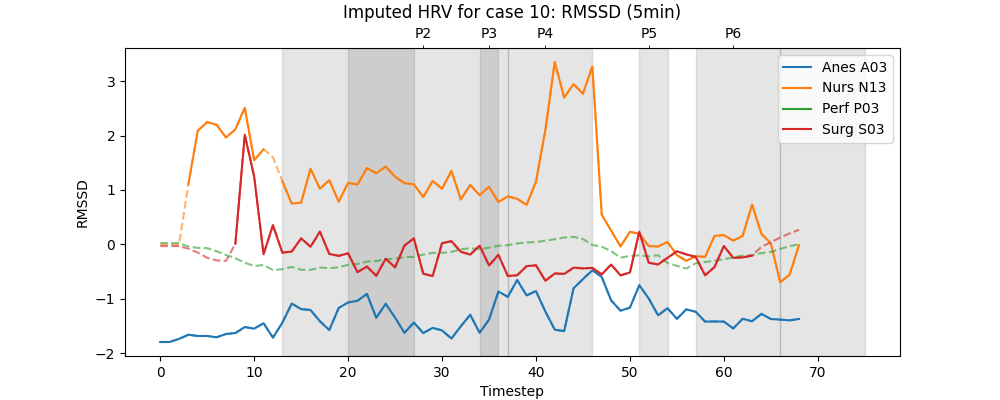 Imputed HRV for case 10: RMSSD (5min)
P2 P3 P4 P5 P6
3
2
1
0
−1
−2
RMSSD
Anes A03
Nurs N13
Perf P03
Surg S03
0 10 20 30 40 50 60 70
Timestep